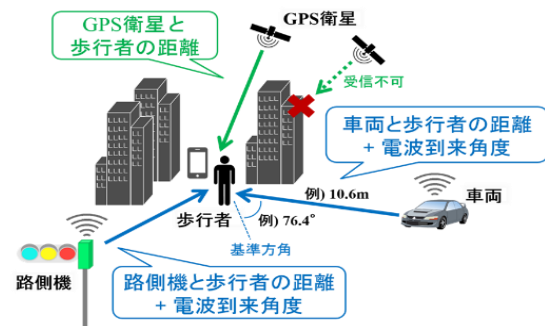 GPS衛星と
歩行者の距離
GPS衛星
受信不可
車両と歩行者の距離
+ 電波到来角度
例) 10.6m
車両
歩行者
例) 76.4°
基準方角
路側機
路側機と歩行者の距離
+ 電波到来角度